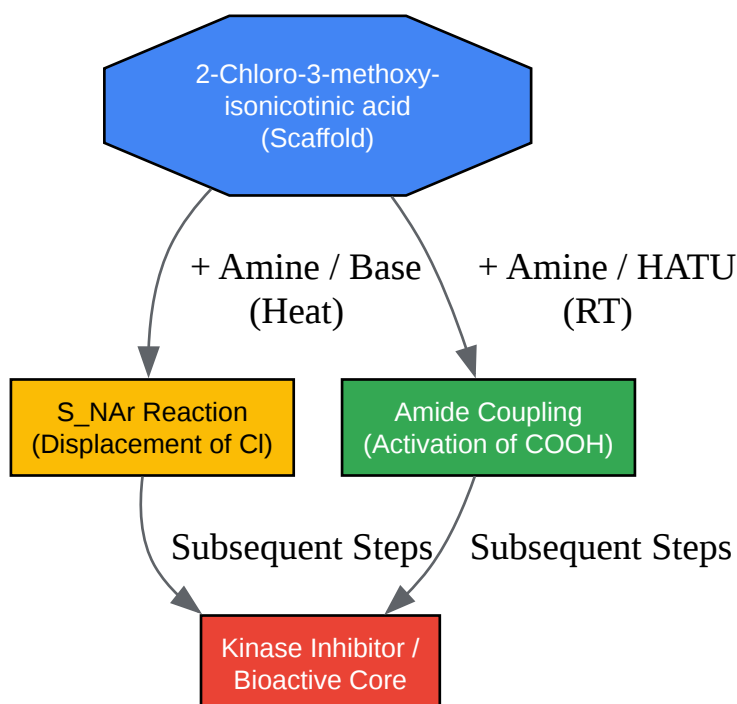 2-Chloro-3-methoxy-
isonicotinic acid
(Scaffold)
+ Amine / Base
(Heat)
+ Amine / HATU
(RT)
S_NAr Reaction
(Displacement of Cl)
Amide Coupling
(Activation of COOH)
Subsequent Steps
Subsequent Steps
Kinase Inhibitor /
Bioactive Core